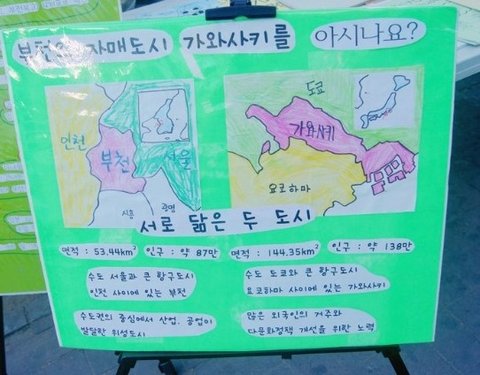 부천의 자매도시 가와사키를 아시나요?
인천
부천
서울
시흥
광명
도쿄
가와사키
요코하마
서로 닮은 두 도시
면적 : 53.44km² 인구 : 약 87만
수도 서울과 큰 항구도시
인천 사이에 있는 부천
수도권의 중심에서 산업, 공업이
발달한 위성도시
면적 : 144.35km² 인구 : 약 138만
수도 도쿄와 큰 항구도시
요코하마 사이에 있는 가와사키
많은 외국인의 거주와
다문화정책 개선을 위한 노력